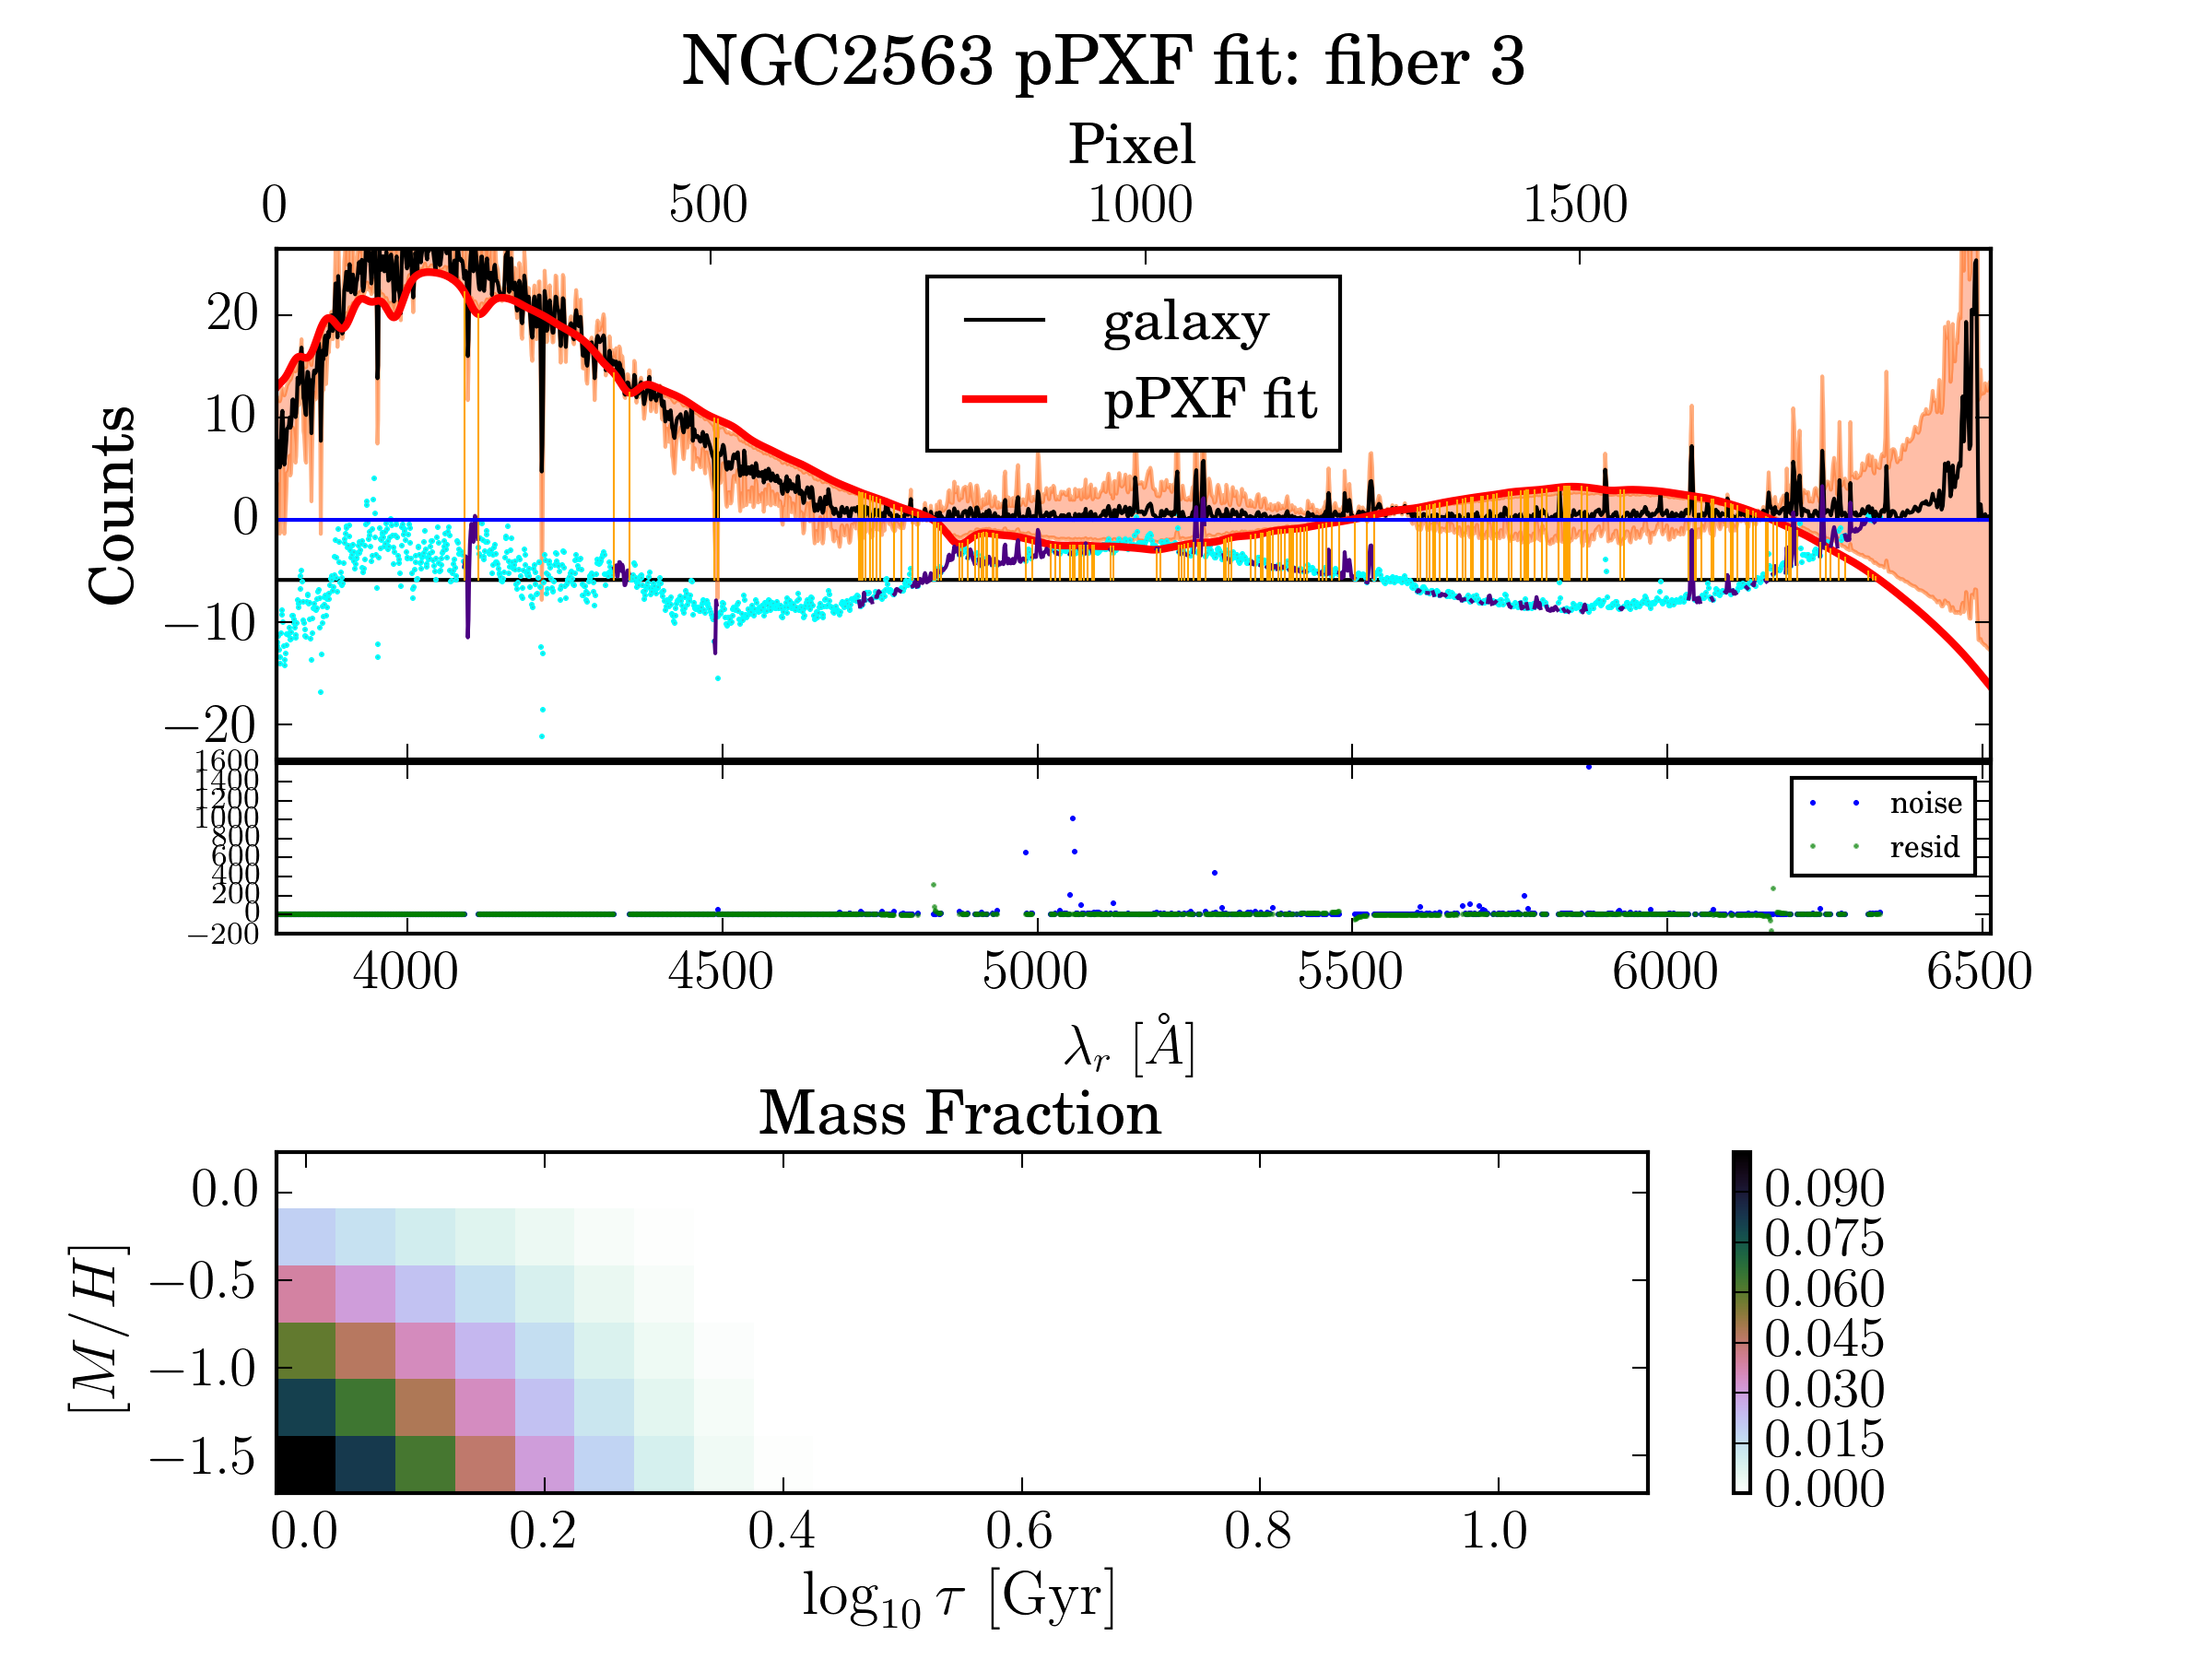 NGC2563 pPXF fit: fiber 3
Pixel
0 500 1000 1500
galaxy
pPXF fit
Counts
20
10
0
−10
−20
1600
1400
1200
1000
800
600
400
200
0
−200
noise
resid
4000 4500 5000 5500 6000 6500
λr [Å]
Mass Fraction
[M/H]
0.0
−0.5
−1.0
−1.5
0.0 0.2 0.4 0.6 0.8 1.0
log10 τ [Gyr]
0.090
0.075
0.060
0.045
0.030
0.015
0.000